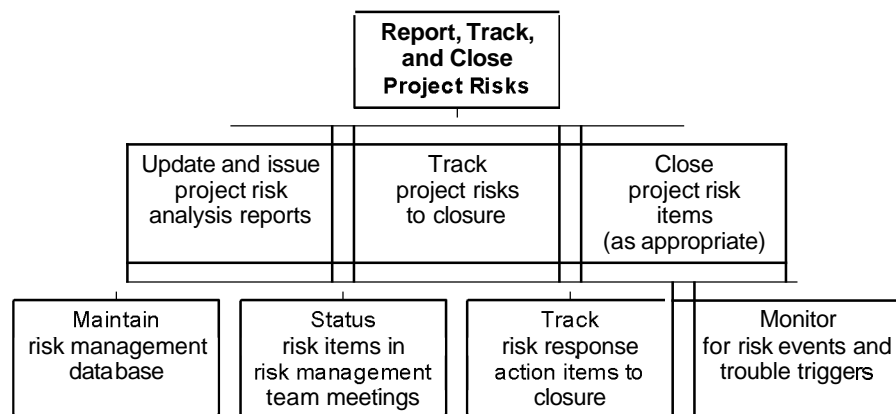 Report, Track,
and Close
Project Risks
Update and issue
project risk
analysis reports
Track
project risks
to closure
Close
project risk
items
(as appropriate)
Maintain
risk management
database
Status
risk items in
risk management
team meetings
Track
risk response
action items to
closure
Monitor
for risk events and
trouble triggers